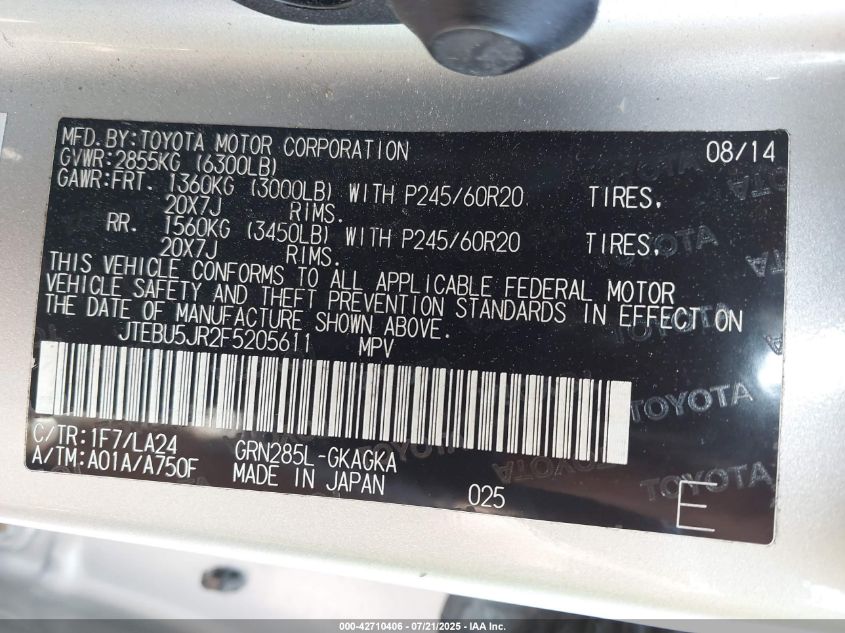 MFD. BY: TOYOTA MOTOR CORPORATION 08/14
GVWR: 2855KG (6300LB)
GAWR: FRT. 1360KG (3000LB) WITH P245/60R20 TIRES,
20X7J RIMS.
RR. 1560KG (3450LB) WITH P245/60R20 TIRES,
20X7J RIMS.
THIS VEHICLE CONFORMS TO ALL APPLICABLE FEDERAL MOTOR
VEHICLE SAFETY AND THEFT PREVENTION STANDARDS IN EFFECT ON
THE DATE OF MANUFACTURE SHOWN ABOVE.
JTEBU5JR2F5205611 MPV
C/TR: 1F7/LA24 GRN285L-GKAGKA
A/TM: A01A/A750F MADE IN JAPAN 025 E
TOYOTA
TOYOTA
TOYOTA
000-42710406 - 07/21/2025 - IAA Inc.